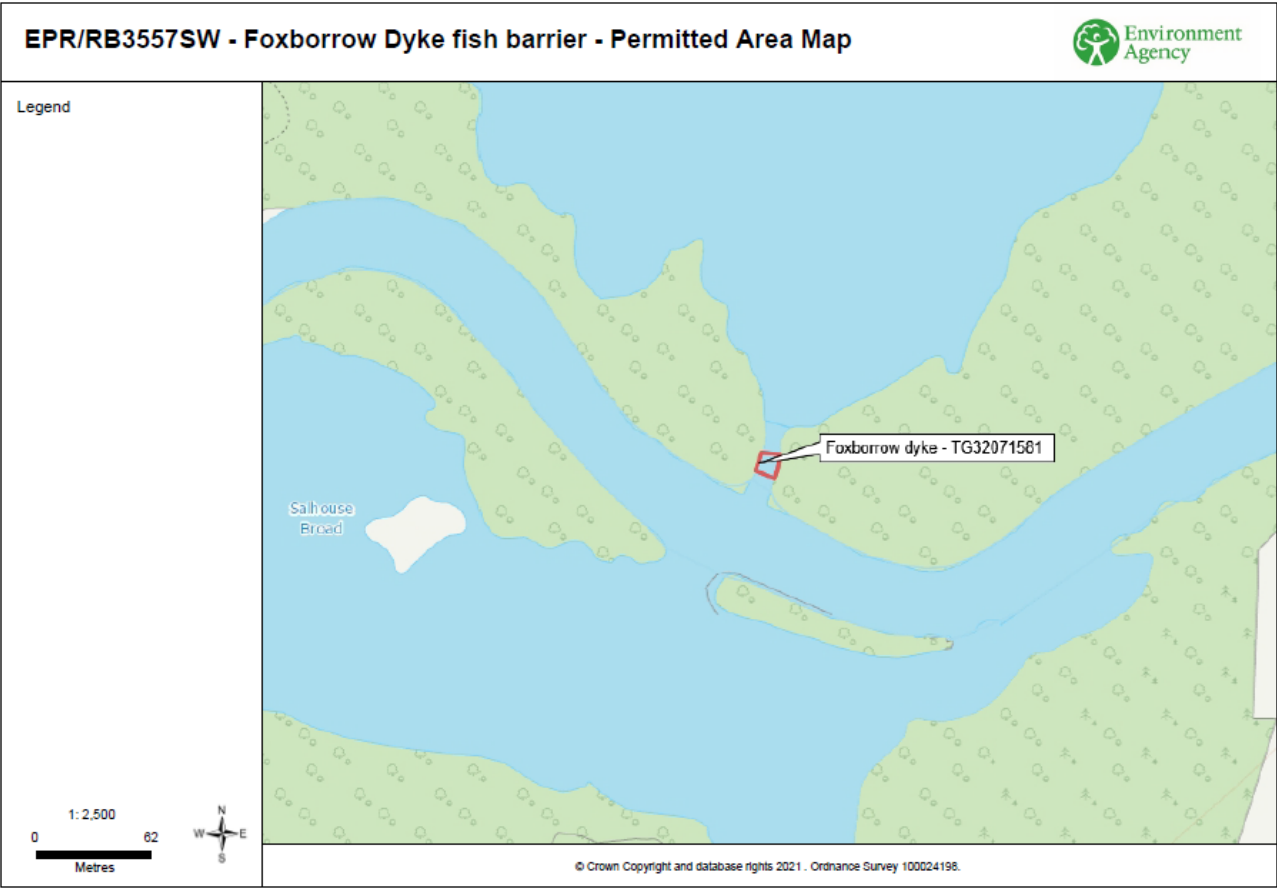 EPR/RB3557SW - Foxborrow Dyke fish barrier - Permitted Area Map
Environment
Agency
Legend
Foxborrow dyke - TG32071581
Salhouse
Broad
1: 2,500
0 62
Metres
N
W E
S
© Crown Copyright and database rights 2021 . Ordnance Survey 100024198.